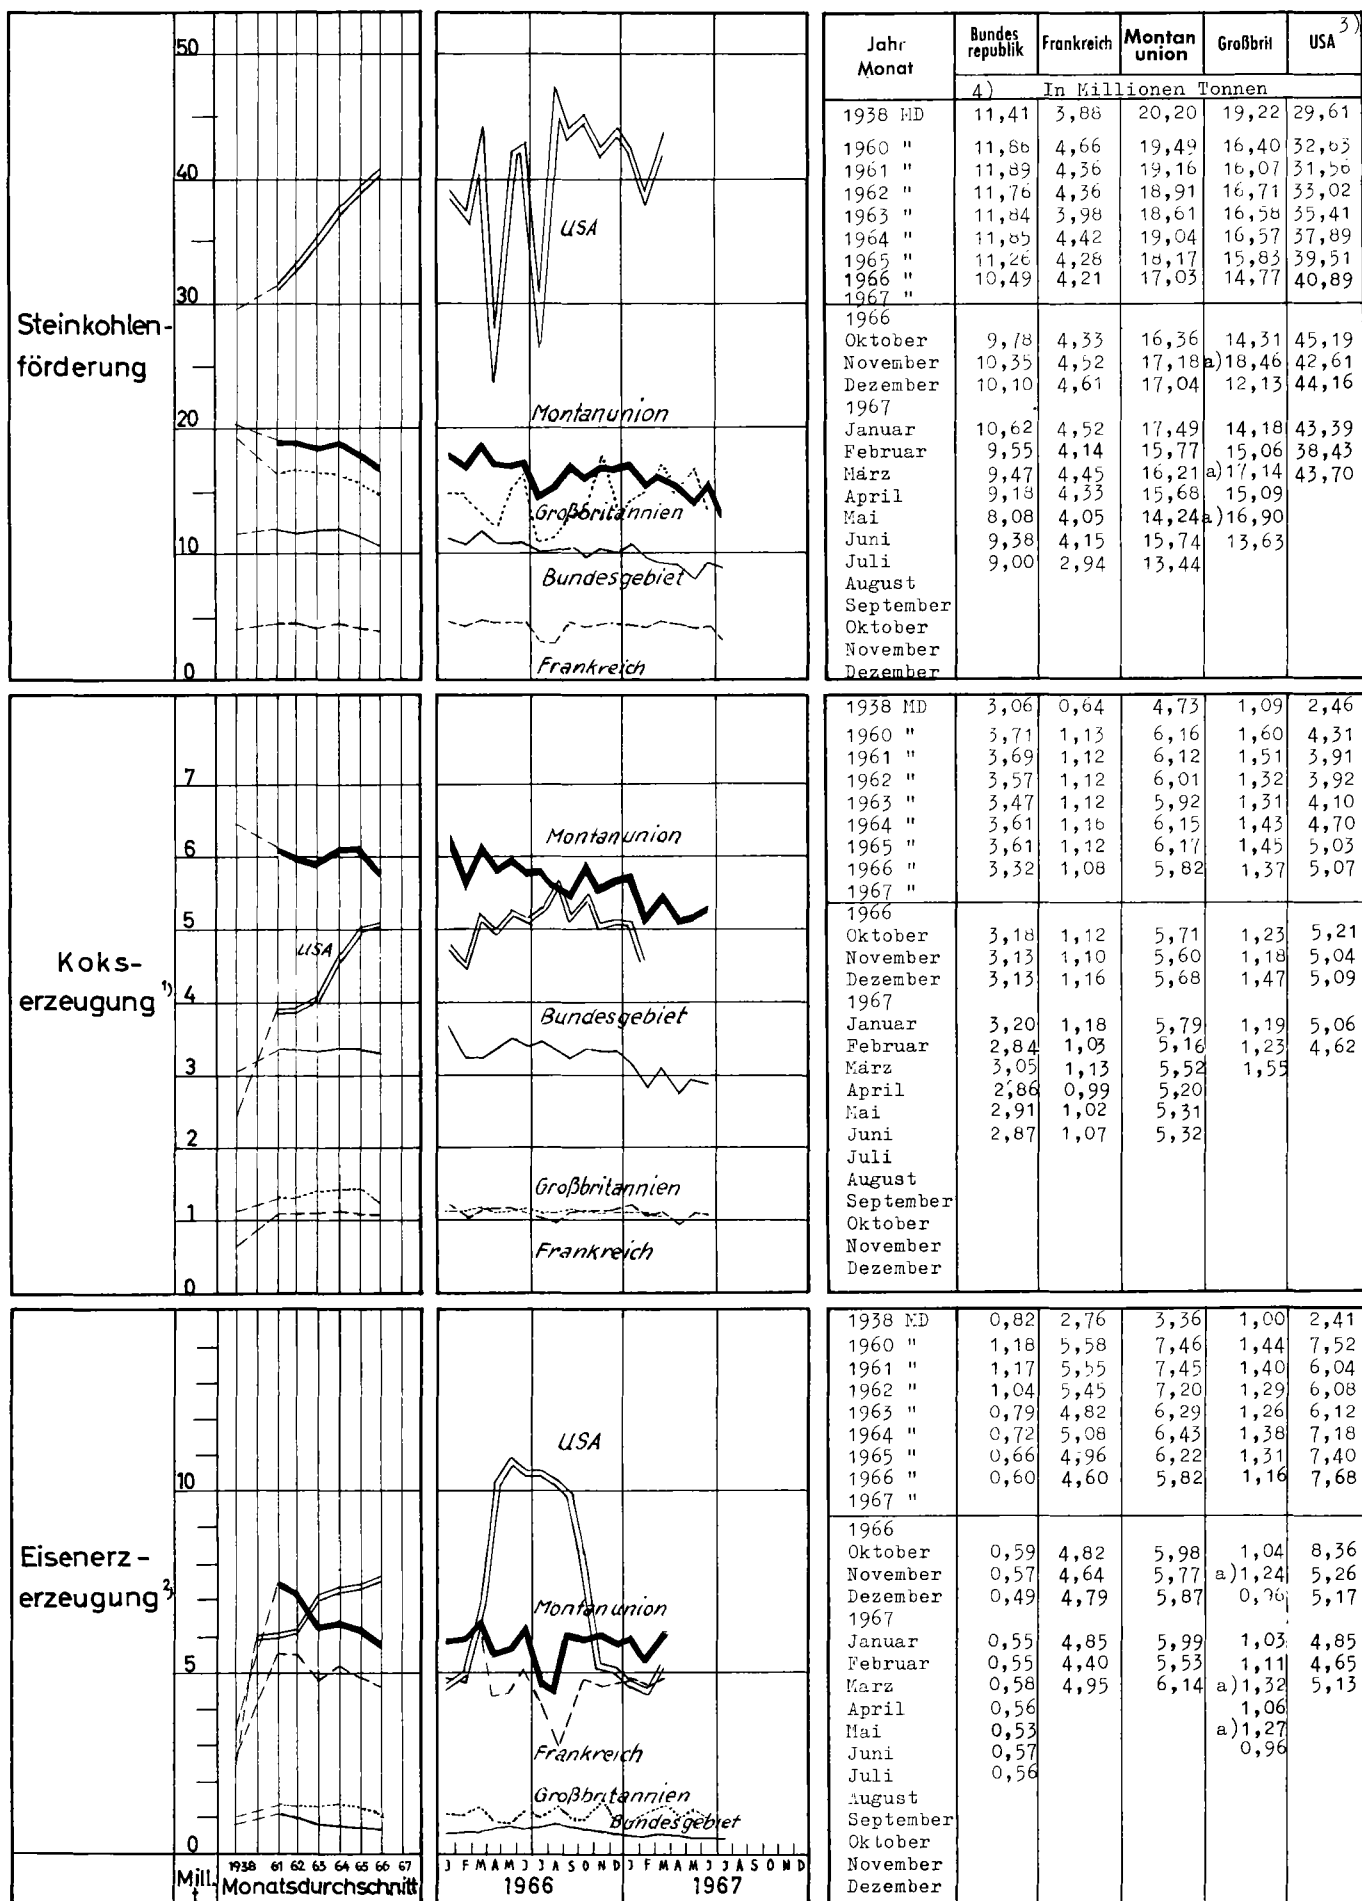 Jahr Monat Bundes republik Frankreich Montan union Großbrit USA 3)
4) In Millionen Tonnen
Steinkohlen-
förderung
50
40
30
20
10
0
USA
Montanunion
Großbritannien
Bundesgebiet
Frankreich
1938 MD 11,41 3,88 20,20 19,22 29,61
1960 " 11,86 4,66 19,49 16,40 32,63
1961 " 11,89 4,36 19,16 16,07 31,56
1962 " 11,76 4,36 18,91 16,71 33,02
1963 " 11,84 3,98 18,61 16,58 35,41
1964 " 11,85 4,42 19,04 16,57 37,89
1965 " 11,26 4,28 18,17 15,83 39,51
1966 " 10,49 4,21 17,03 14,77 40,89
1967 "
1966
Oktober 9,78 4,33 16,36 14,31 45,19
November 10,35 4,52 17,18 a)18,46 42,61
Dezember 10,10 4,61 17,04 12,13 44,16
1967
Januar 10,62 4,52 17,49 14,18 43,39
Februar 9,55 4,14 15,77 15,06 38,43
März 9,47 4,45 16,21 a)17,14 43,70
April 9,18 4,33 15,68 15,09
Mai 8,08 4,05 14,24 a)16,90
Juni 9,38 4,15 15,74 13,63
Juli 9,00 2,94 13,44
August
September
Oktober
November
Dezember
Koks-
erzeugung 1)
7
6
5
4
3
2
1
0
Montanunion
USA
Bundesgebiet
Großbritannien
Frankreich
1938 MD 3,06 0,64 4,73 1,09 2,46
1960 " 3,71 1,13 6,16 1,60 4,31
1961 " 3,69 1,12 6,12 1,51 3,91
1962 " 3,57 1,12 6,01 1,32 3,92
1963 " 3,47 1,12 5,92 1,31 4,10
1964 " 3,61 1,16 6,15 1,43 4,70
1965 " 3,61 1,12 6,17 1,45 5,03
1966 " 3,32 1,08 5,82 1,37 5,07
1967 "
1966
Oktober 3,18 1,12 5,71 1,23 5,21
November 3,13 1,10 5,60 1,18 5,04
Dezember 3,13 1,16 5,68 1,47 5,09
1967
Januar 3,20 1,18 5,79 1,19 5,06
Februar 2,84 1,03 5,16 1,23 4,62
März 3,05 1,13 5,52 1,55
April 2,86 0,99 5,20
Mai 2,91 1,02 5,31
Juni 2,87 1,07 5,32
Juli
August
September
Oktober
November
Dezember
Eisenerz-
erzeugung 2)
10
5
0
USA
Montanunion
Frankreich
Großbritannien
Bundesgebiet
1938 MD 0,82 2,76 3,36 1,00 2,41
1960 " 1,18 5,58 7,46 1,44 7,52
1961 " 1,17 5,55 7,45 1,40 6,04
1962 " 1,04 5,45 7,20 1,29 6,08
1963 " 0,79 4,82 6,29 1,26 6,12
1964 " 0,72 5,08 6,43 1,38 7,18
1965 " 0,66 4,96 6,22 1,31 7,40
1966 " 0,60 4,60 5,82 1,16 7,68
1967 "
1966
Oktober 0,59 4,82 5,98 1,04 8,36
November 0,57 4,64 5,77 a)1,24 5,26
Dezember 0,49 4,79 5,87 0,96 5,17
1967
Januar 0,55 4,85 5,99 1,03 4,85
Februar 0,55 4,40 5,53 1,11 4,65
Marz 0,58 4,95 6,14 a)1,32 5,13
April 0,56 1,06
Mai 0,53 a)1,27
Juni 0,57 0,96
Juli 0,56
August
September
Oktober
November
Dezember
Mill. t
1938 61 62 63 64 65 66 67
Monatsdurchschnitt
J F M A M J J A S O N D J F M A M J J A S O N D
1966 1967